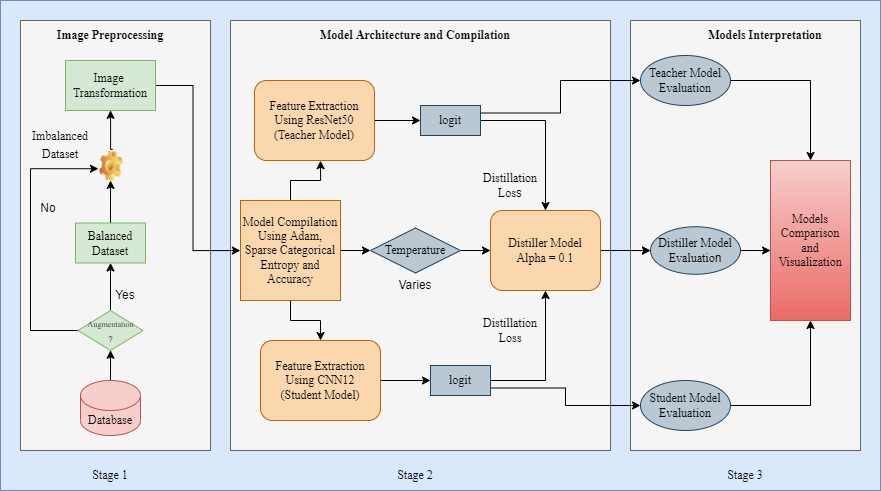 Image Preprocessing
Image
Transformation
Imbalanced
Dataset
No
Balanced
Dataset
Yes
Augmentation
?
Database
Stage 1
Model Architecture and Compilation
Feature Extraction
Using ResNet50
(Teacher Model)
logit
Distillation
Loss
Model Compilation
Using Adam,
Sparse Categorical
Entropy and
Accuracy
Temperature
Varies
Distiller Model
Alpha = 0.1
Distillation
Loss
Feature Extraction
Using CNN12
(Student Model)
logit
Stage 2
Models Interpretation
Teacher Model
Evaluation
Distiller Model
Evaluation
Models
Comparison
and
Visualization
Student Model
Evaluation
Stage 3